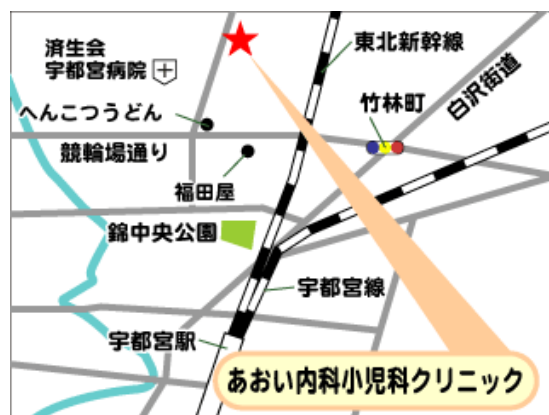 済生会
宇都宮病院
東北新幹線
へんこつうどん
竹林町
白沢街道
競輪場通り
福田屋
錦中央公園
宇都宮線
宇都宮駅
あおい内科小児科クリニック